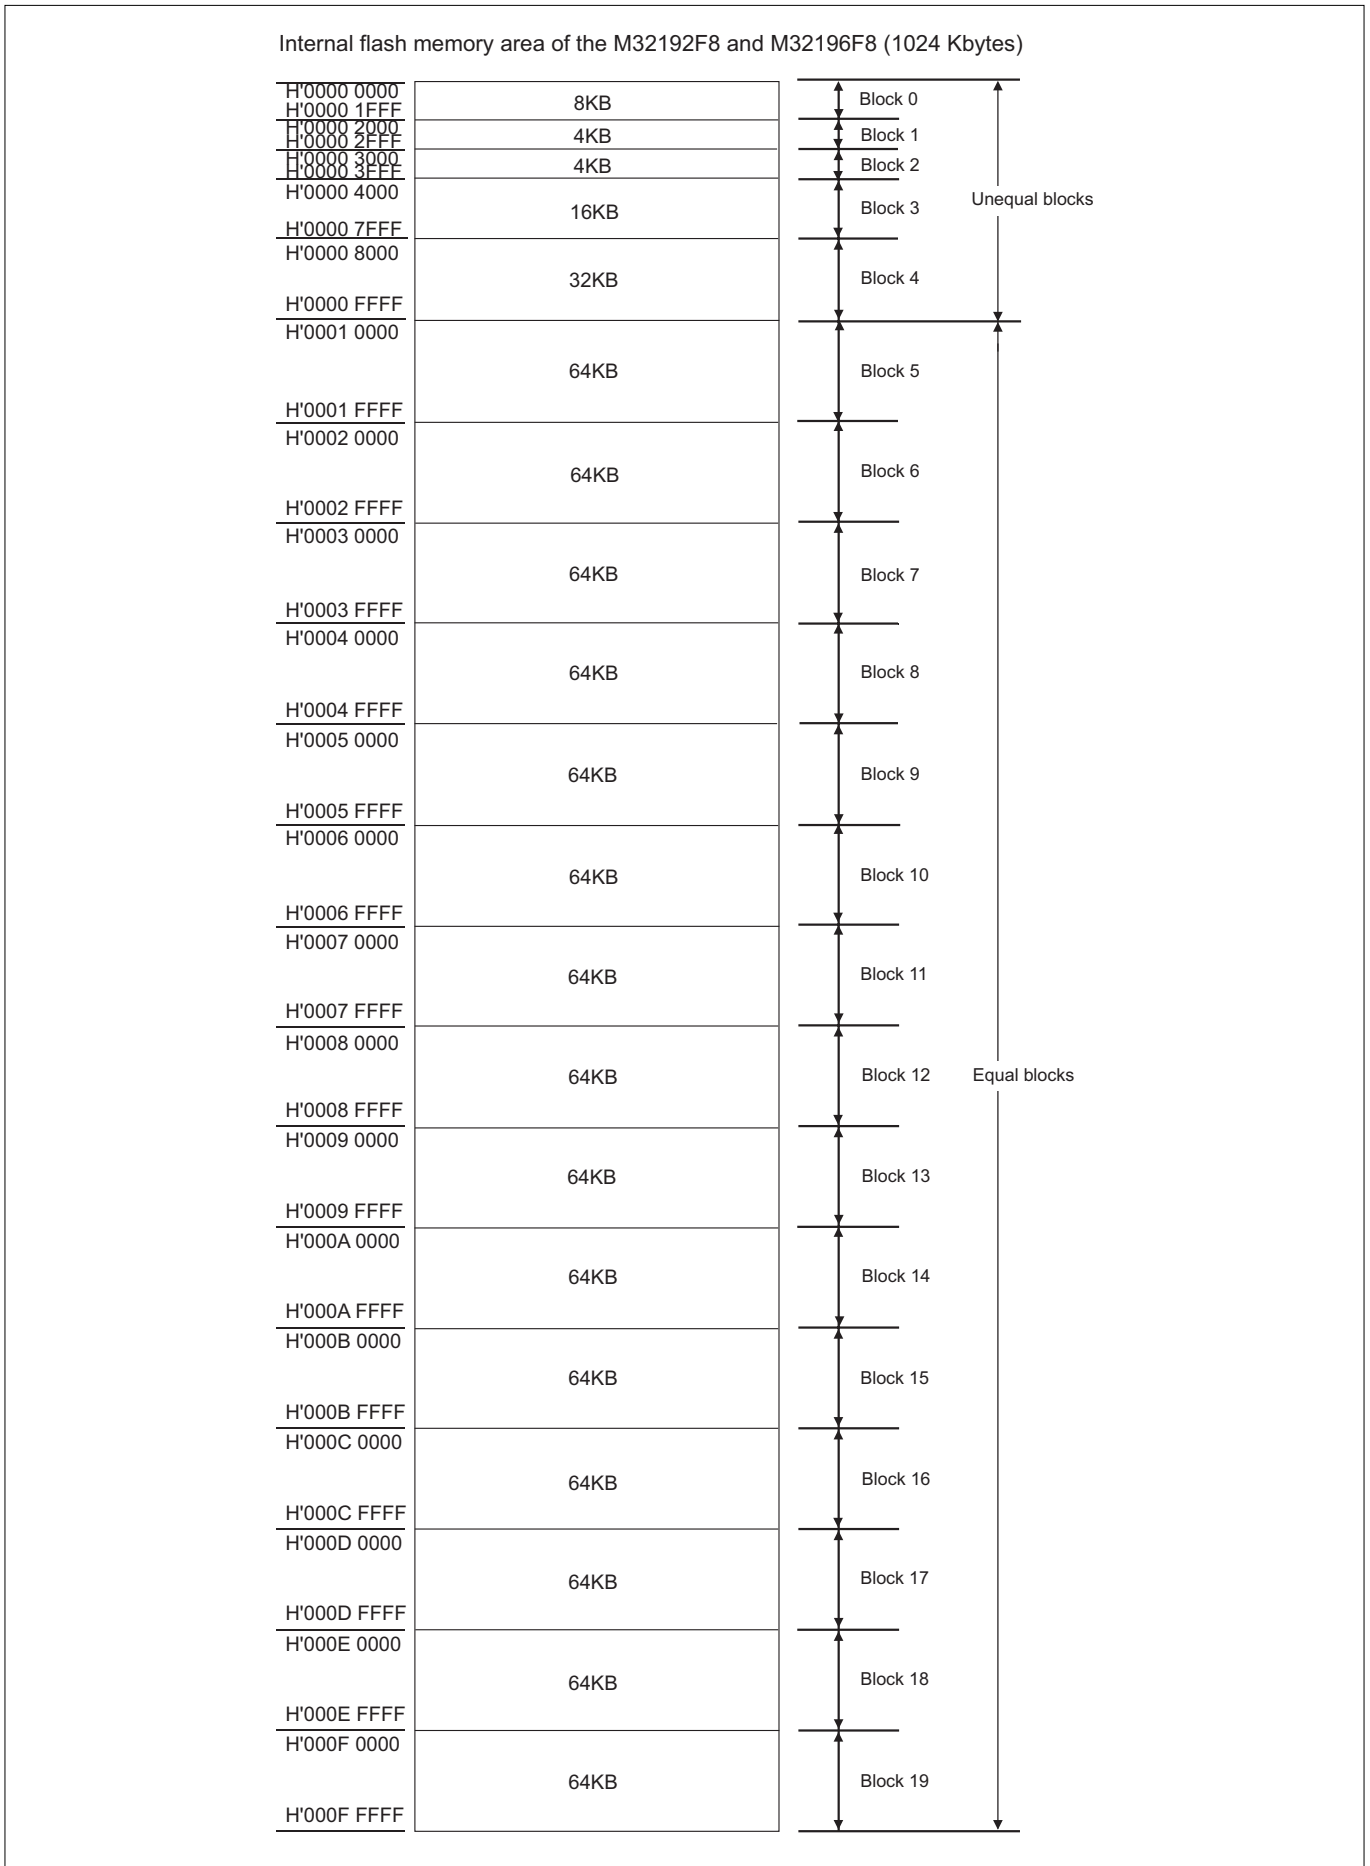 Internal flash memory area of the M32192F8 and M32196F8 (1024 Kbytes)
H'0000 0000
8KB
Block 0
H'0000 1FFF
H'0000 2000
4KB
Block 1
H'0000 2FFF
H'0000 3000
4KB
Block 2
H'0000 3FFF
H'0000 4000
16KB
Block 3
Unequal blocks
H'0000 7FFF
H'0000 8000
32KB
Block 4
H'0000 FFFF
H'0001 0000
64KB
Block 5
H'0001 FFFF
H'0002 0000
64KB
Block 6
H'0002 FFFF
H'0003 0000
64KB
Block 7
H'0003 FFFF
H'0004 0000
64KB
Block 8
H'0004 FFFF
H'0005 0000
64KB
Block 9
H'0005 FFFF
H'0006 0000
64KB
Block 10
H'0006 FFFF
H'0007 0000
64KB
Block 11
H'0007 FFFF
H'0008 0000
64KB
Block 12
Equal blocks
H'0008 FFFF
H'0009 0000
64KB
Block 13
H'0009 FFFF
H'000A 0000
64KB
Block 14
H'000A FFFF
H'000B 0000
64KB
Block 15
H'000B FFFF
H'000C 0000
64KB
Block 16
H'000C FFFF
H'000D 0000
64KB
Block 17
H'000D FFFF
H'000E 0000
64KB
Block 18
H'000E FFFF
H'000F 0000
64KB
Block 19
H'000F FFFF